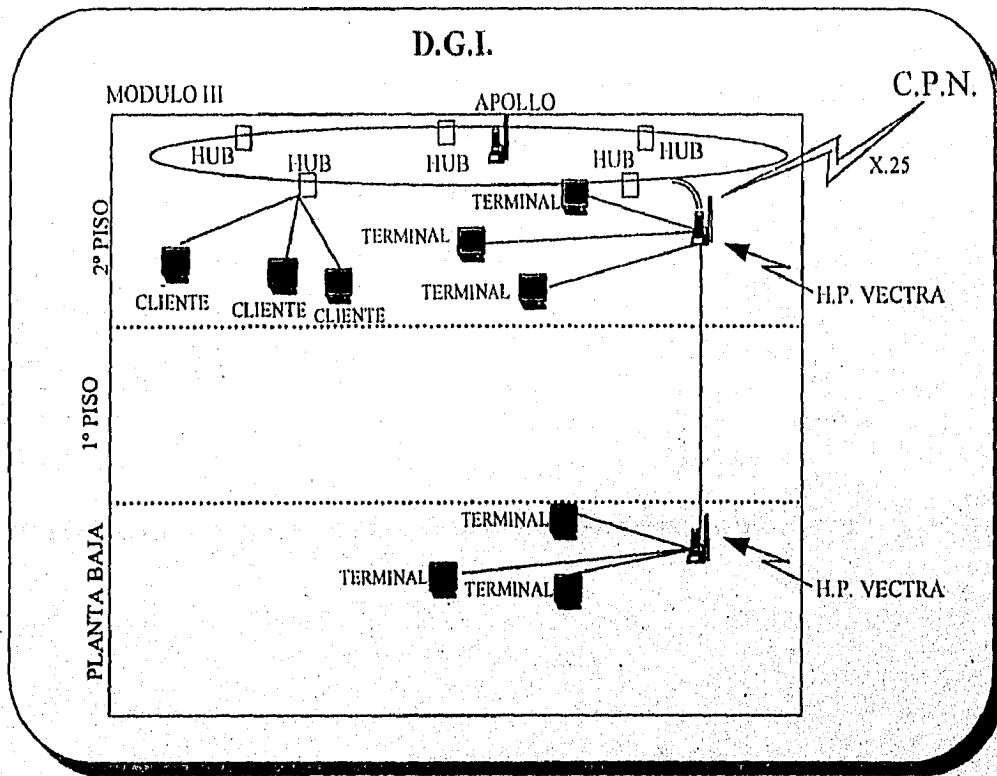 D.G.I.
C.P.N.
MODULO III
APOLLO
HUB
HUB
HUB
HUB
HUB
X.25
TERMINAL
TERMINAL
TERMINAL
2º PISO
CLIENTE
CLIENTE
CLIENTE
H.P. VECTRA
1º PISO
TERMINAL
TERMINAL
TERMINAL
PLANTA BAJA
H.P. VECTRA